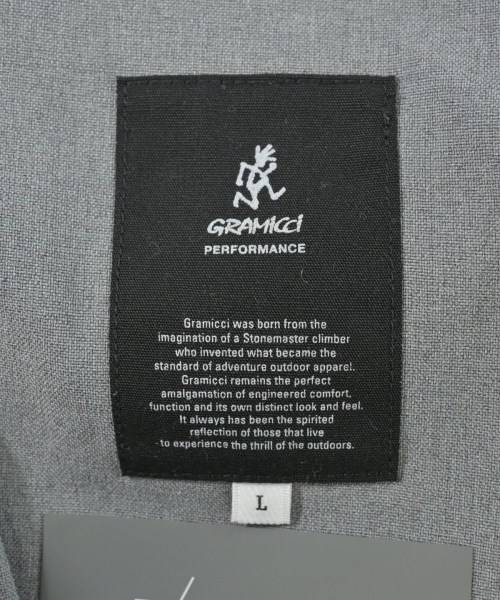 GRAMICCI
PERFORMANCE
Gramicci was born from the
imagination of a Stonemaster climber
who invented what became the
standard of adventure outdoor apparel.
Gramicci remains the perfect
amalgamation of engineered comfort,
function and its own distinct look and feel.
It always has been the spirited
reflection of those that live
to experience the thrill of the outdoors.
L